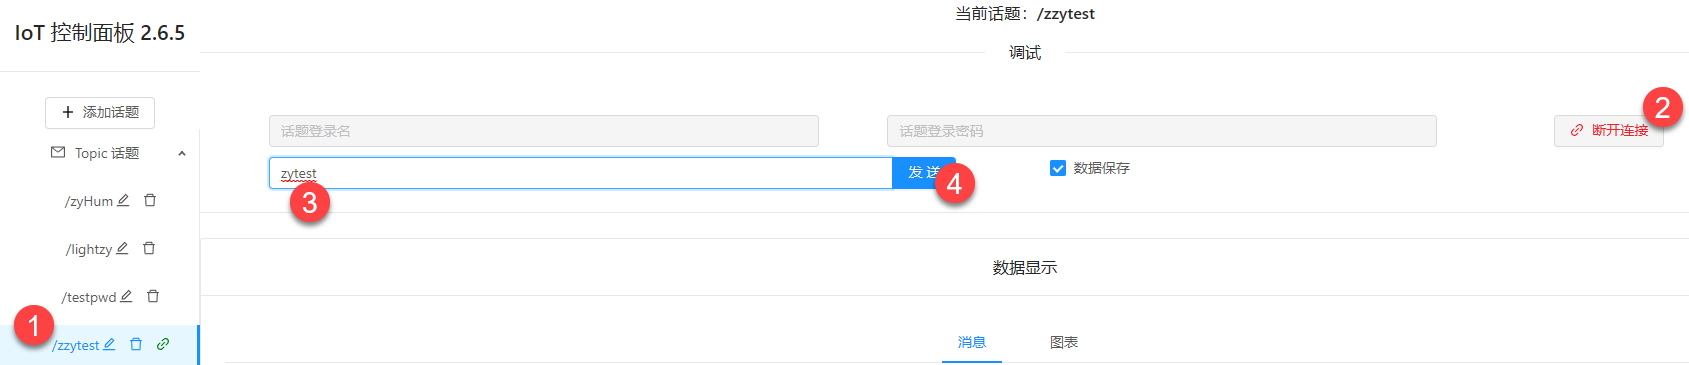 当前话题：/zzytest
IoT 控制面板 2.6.5
调试
添加话题
话题登录名
话题登录密码
2
断开连接
Topic 话题
zytest
发 送
数据保存
3
4
/zyHum
/lightzy
数据显示
/testpwd
1
/zzytest
消息
图表